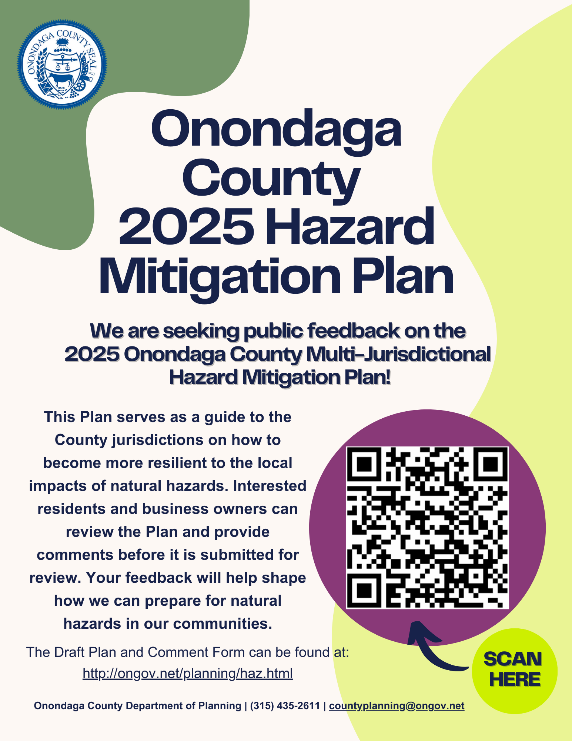 ONONDAGA COUNTY SEAL
Onondaga
County
2025 Hazard
Mitigation Plan
We are seeking public feedback on the
2025 Onondaga County Multi-Jurisdictional
Hazard Mitigation Plan!
This Plan serves as a guide to the
County jurisdictions on how to
become more resilient to the local
impacts of natural hazards. Interested
residents and business owners can
review the Plan and provide
comments before it is submitted for
review. Your feedback will help shape
how we can prepare for natural
hazards in our communities.
SCAN
HERE
The Draft Plan and Comment Form can be found at:
http://ongov.net/planning/haz.html
Onondaga County Department of Planning | (315) 435-2611 | countyplanning@ongov.net